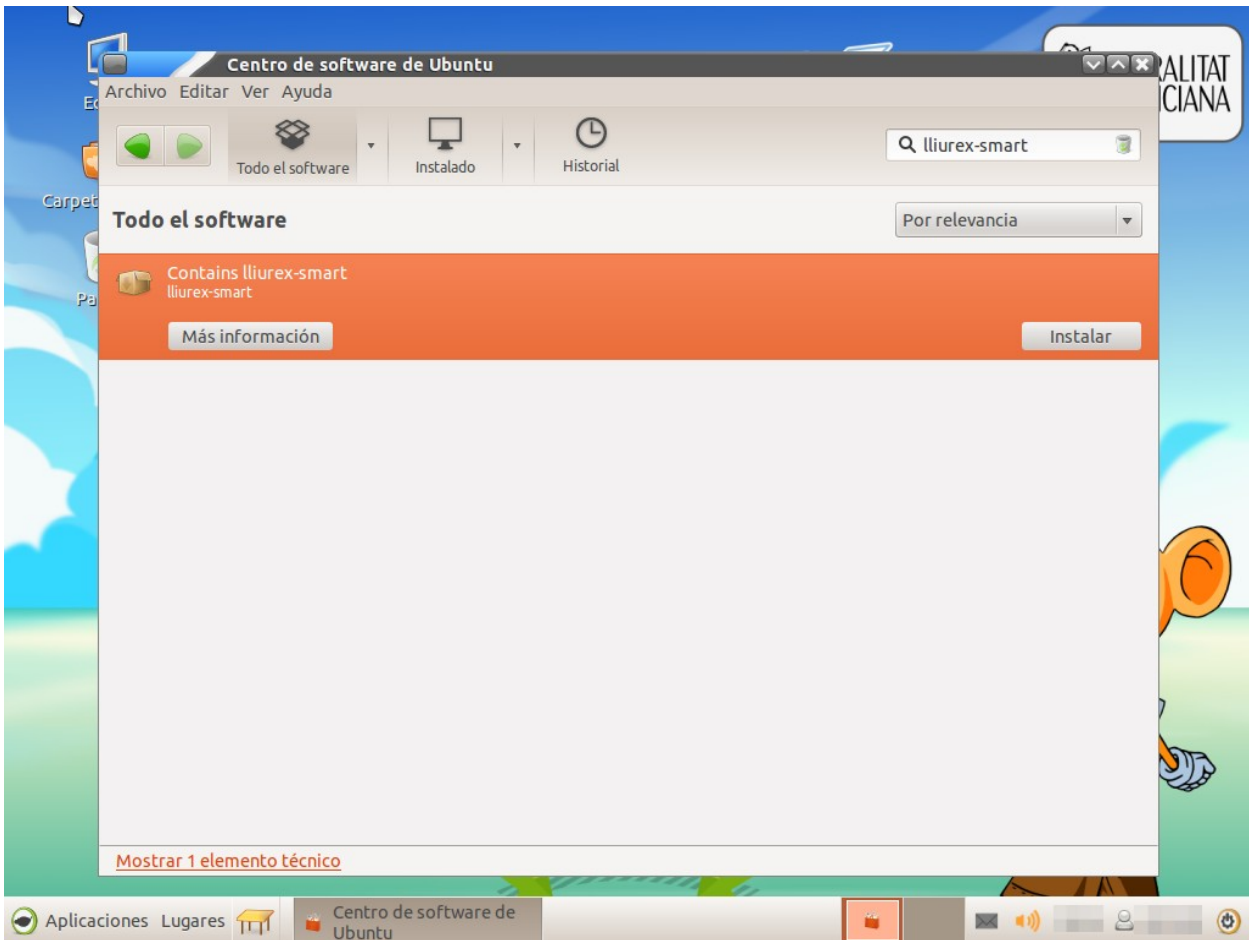 Centro de software de Ubuntu
Archivo Editar Ver Ayuda
Todo el software
Instalado
Historial
lliurex-smart
Todo el software
Por relevancia
Contains lliurex-smart
lliurex-smart
Más información
Instalar
Mostrar 1 elemento técnico
Carpet
Pa
ALITAT
CIANA
Aplicaciones Lugares
Centro de software de
Ubuntu